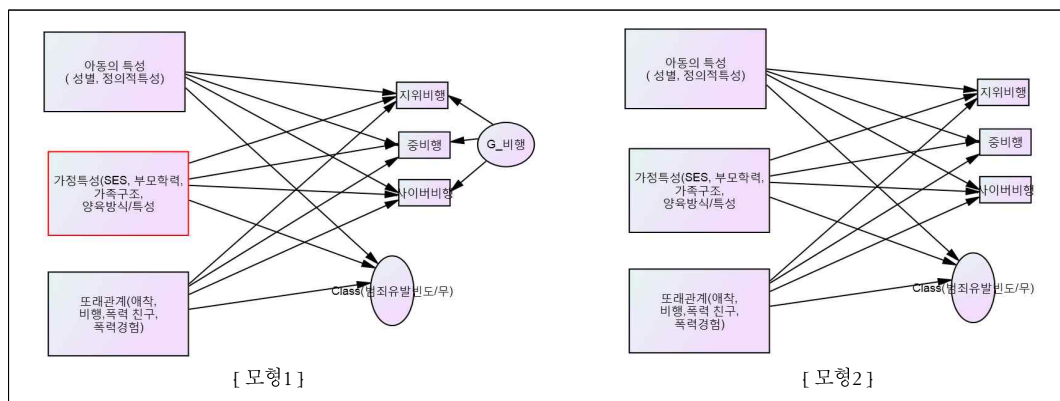 아동의 특성
( 성별, 정의적특성)
가정특성(SES, 부모학력,
가족구조,
양육방식/특성
또래관계(애착,
비행,폭력 친구,
폭력경험)
지위비행
중비행
사이버비행
G_비행
Class(범죄유발빈도/무)
[ 모형1 ]
아동의 특성
( 성별, 정의적특성)
가정특성(SES, 부모학력,
가족구조,
양육방식/특성
또래관계(애착,
비행,폭력 친구,
폭력경험)
지위비행
중비행
사이버비행
Class(범죄유발빈도/무)
[ 모형2 ]